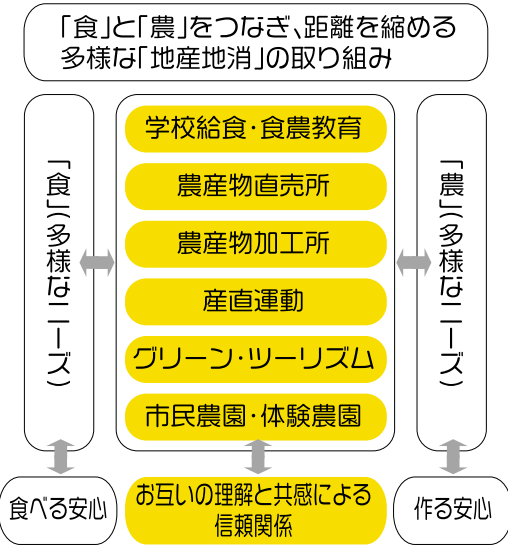 「食」と「農」をつなぎ、距離を縮める
多様な「地産地消」の取り組み
「食」(多様なニーズ)
学校給食・食農教育
農産物直売所
農産物加工所
産直運動
グリーン・ツーリズム
市民農園・体験農園
「農」(多様なニーズ)
食べる安心
お互いの理解と共感による
信頼関係
作る安心